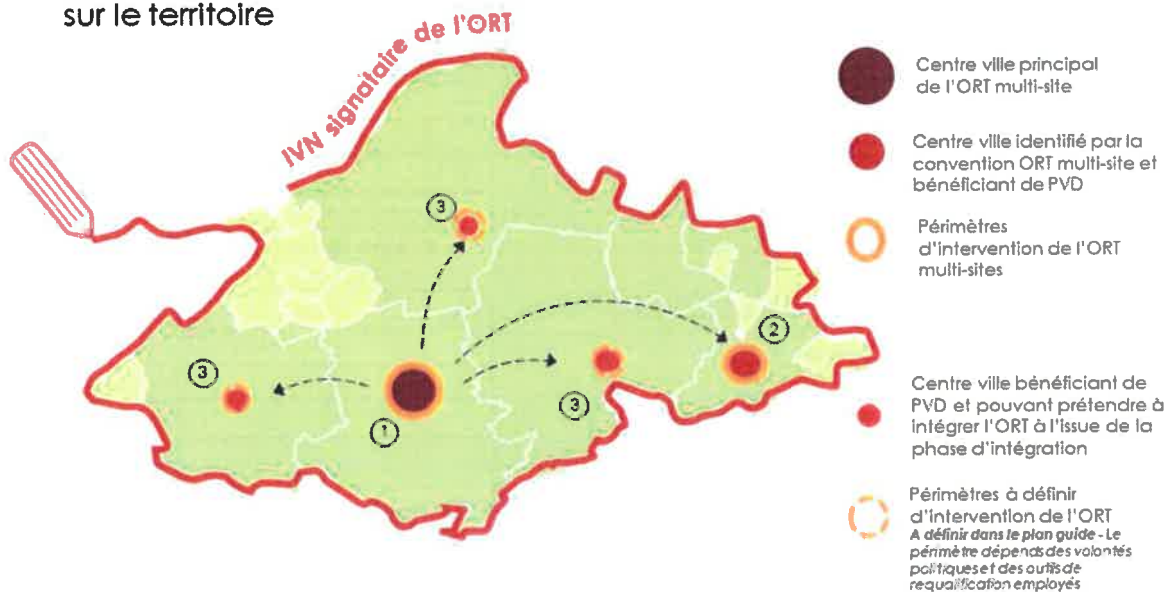 sur le territoire
IVN signataire de l'ORT
Centre ville principal
de l'ORT multi-site
Centre ville identifié par la
convention ORT multi-site et
bénéficiant de PVD
Périmètres
d'intervention de l'ORT
multi-sites
Centre ville bénéficiant de
PVD et pouvant prétendre à
intégrer l'ORT à l'issue de la
phase d'intégration
Périmètres à définir
d'intervention de l'ORT
A définir dans le plan guide - Le
périmètre dépends des volontés
politiques et des outils de
requalification employés
3
2
3
3
1